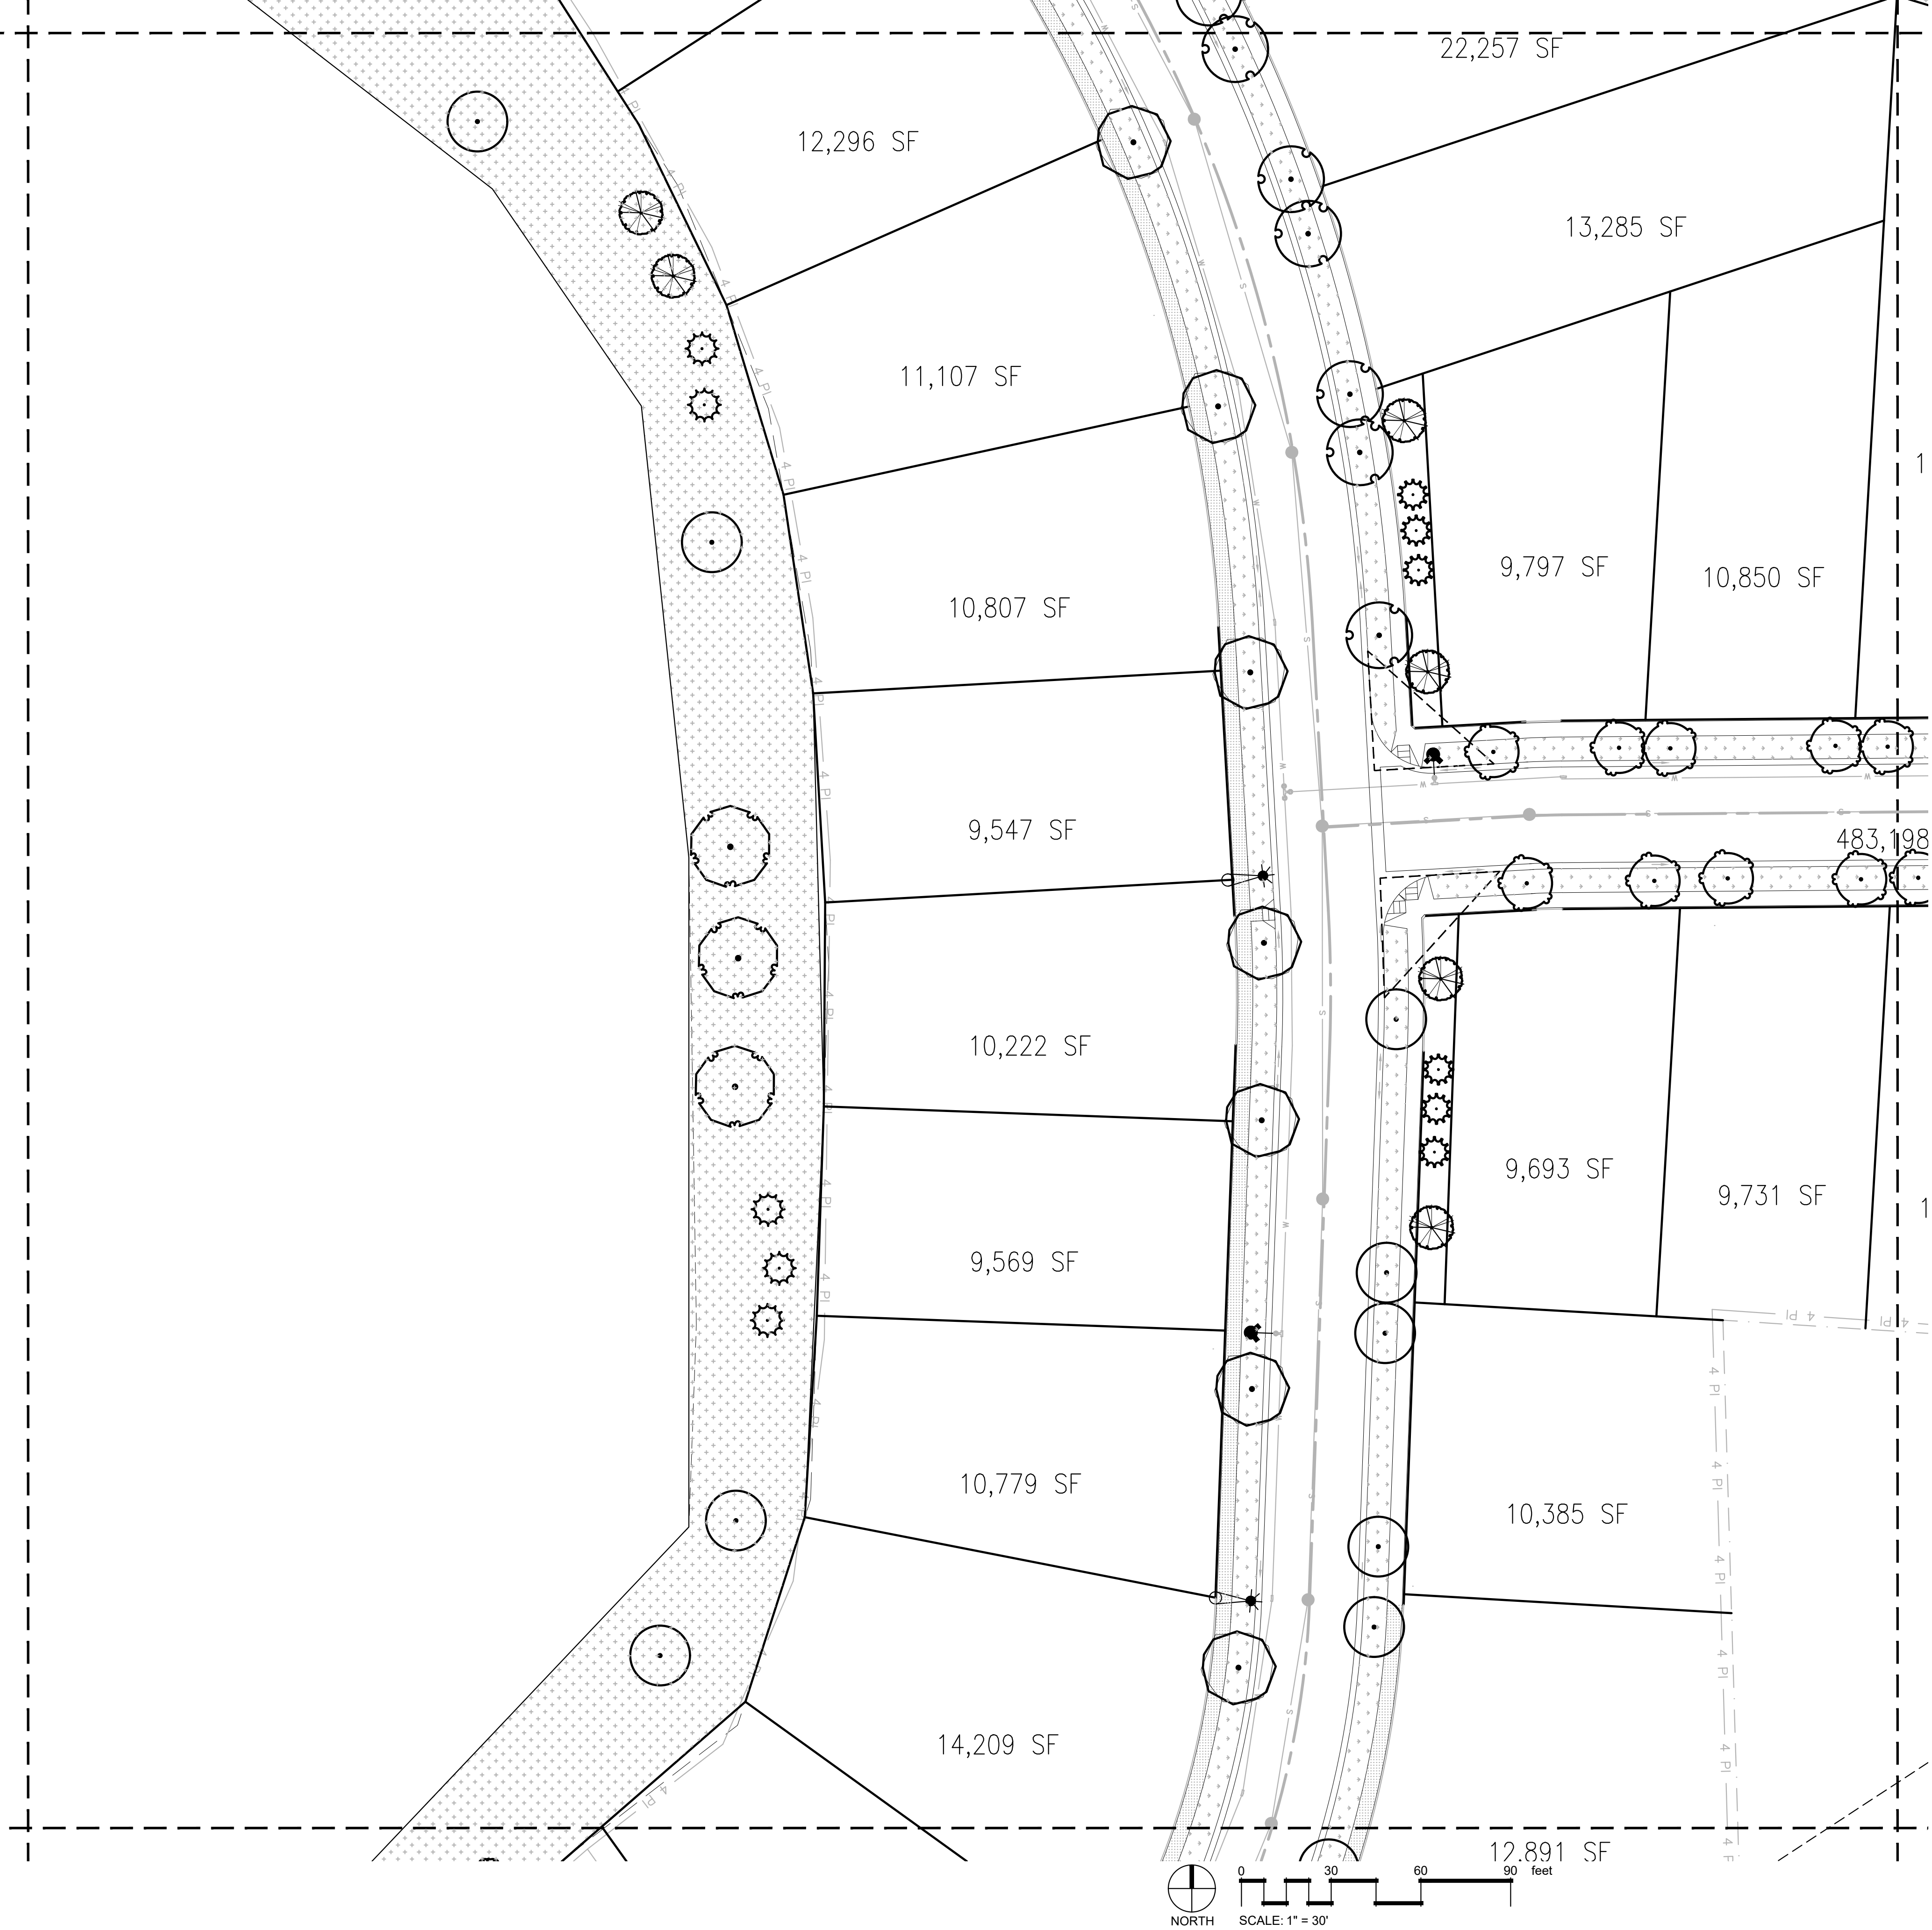 22,257 SF
12,296 SF
13,285 SF
11,107 SF
9,797 SF
10,850 SF
10,807 SF
9,547 SF
483,198
10,222 SF
9,693 SF
9,731 SF
9,569 SF
10,779 SF
10,385 SF
14,209 SF
12,891 SF
0 30 60 90 feet
NORTH
SCALE: 1" = 30'